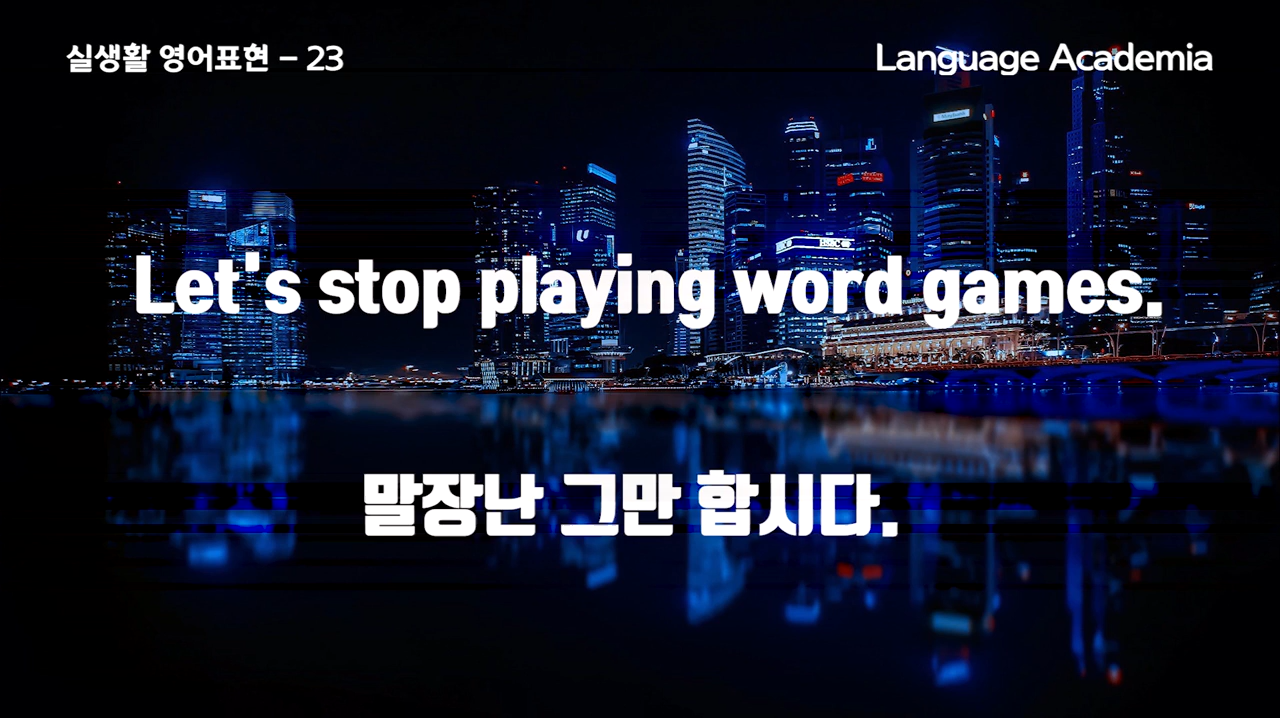 실생활 영어표현 – 23
Language Academia
Let's stop playing word games.
말장난 그만 합시다.
HSBC